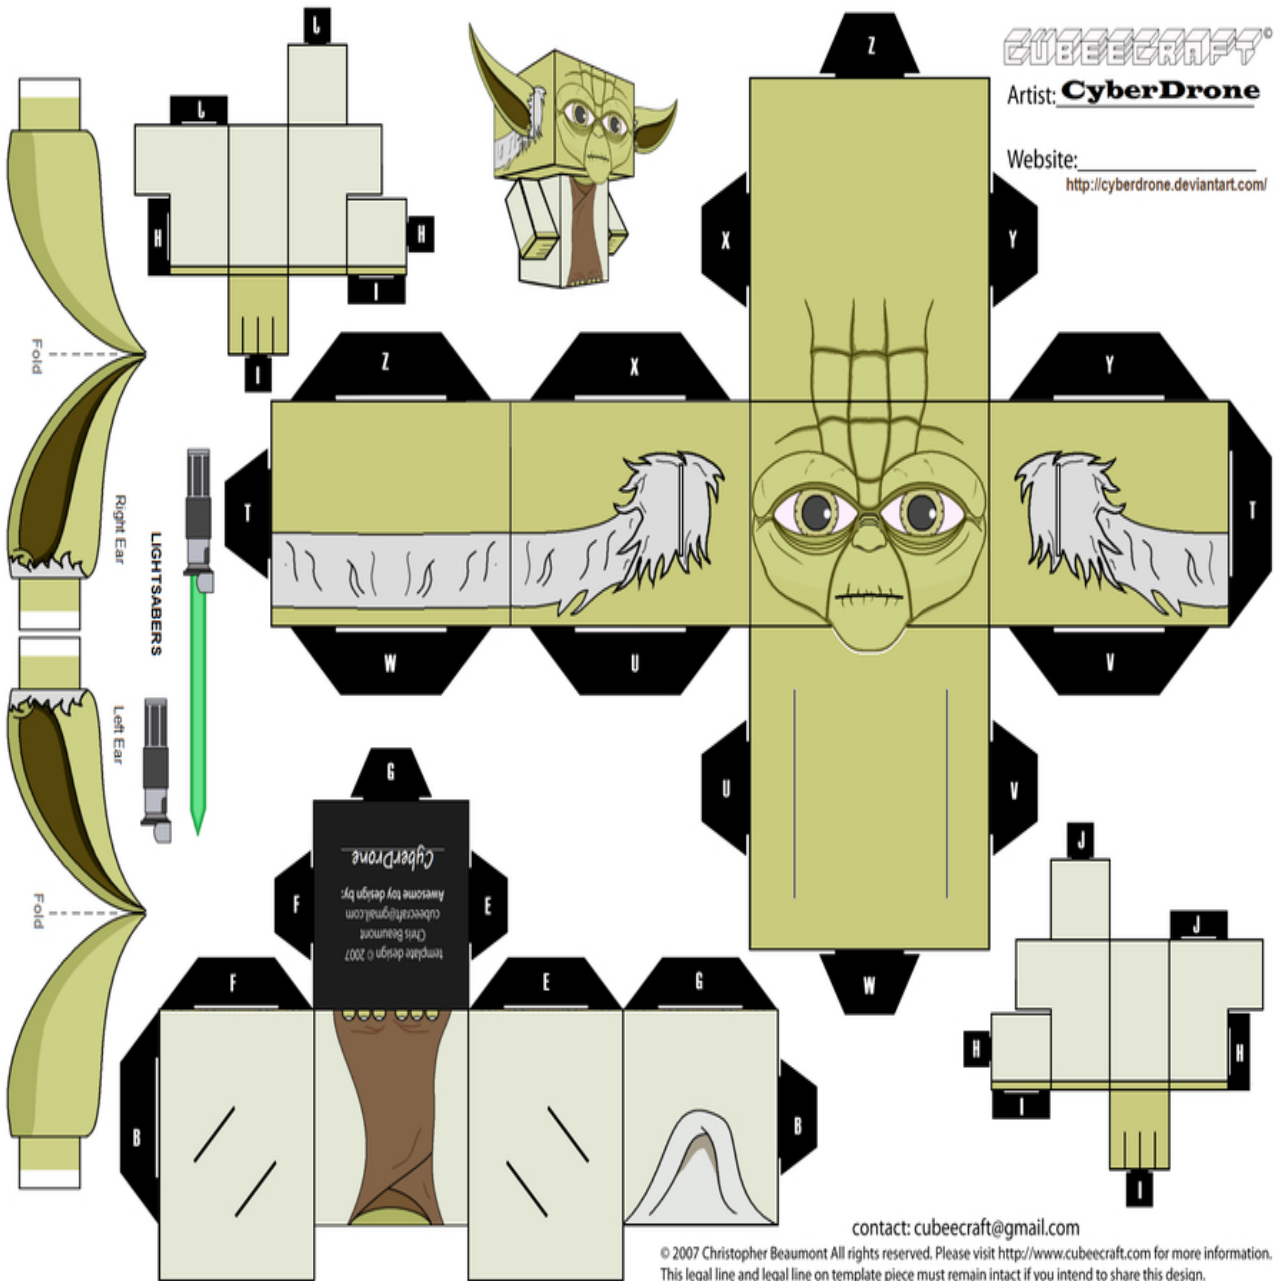 CUBEECRAFT©
Artist: CyberDrone
Website:
http://cyberdrone.deviantart.com/
J
J
H
H
I
I
Z
X
Y
Z
X
Y
T
T
W
U
V
U
V
W
Fold
Right Ear
LIGHTSABERS
Left Ear
Fold
G
F
E
template design © 2007
Chris Beaumont
cubeecraft@gmail.com
Awesome toy design by:
CyberDrone
F
E
G
B
B
J
J
H
H
I
I
contact: cubeecraft@gmail.com
© 2007 Christopher Beaumont All rights reserved. Please visit http://www.cubeecraft.com for more information.
This legal line and legal line on template piece must remain intact if you intend to share this design.